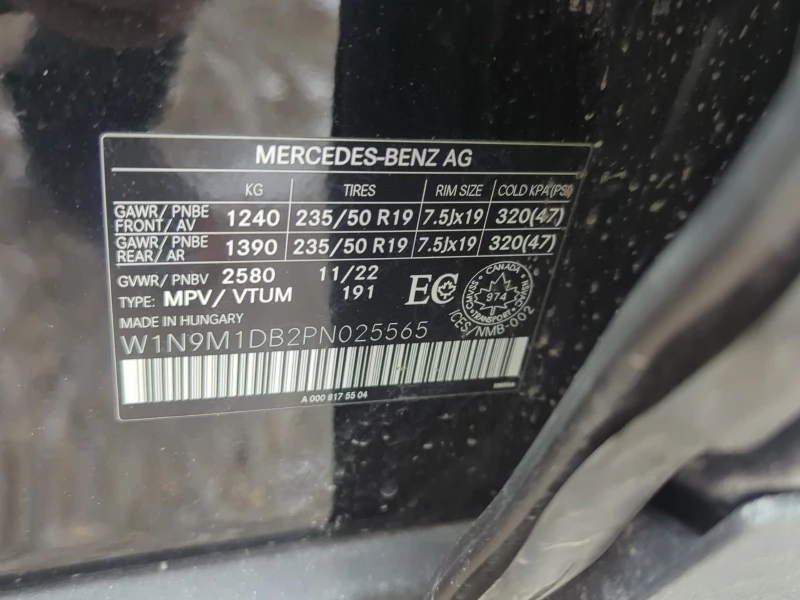 MERCEDES-BENZ AG
KG TIRES RIM SIZE COLD KPA(PSI)
GAWR/PNBE FRONT/AV 1240 235/50 R19 7.5Jx19 320(47)
GAWR/PNBE REAR/AR 1390 235/50 R19 7.5Jx19 320(47)
GVWR/PNBV 2580 11/22
TYPE: MPV/VTUM 191 EC
CANADA
CMVSS NSVAC
974
TRANSPORT
ICES/NMB-002
MADE IN HUNGARY
W1N9M1DB2PN025565
A 000 817 55 04